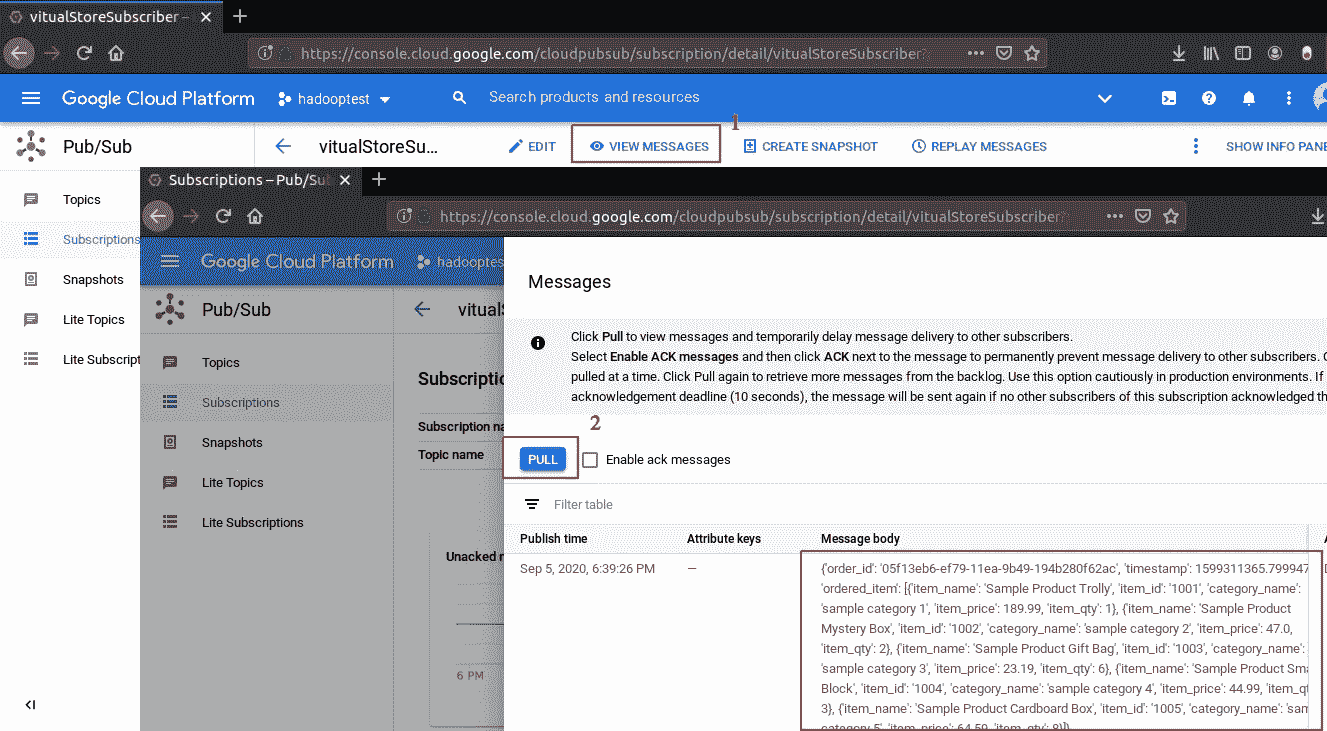 vitualStoreSubscriber –
https://console.cloud.google.com/cloudpubsub/subscription/detail/vitualStoreSubscriber?
Google Cloud Platform
hadooptest
Search products and resources
1
Pub/Sub
vitualStoreSu...
EDIT
VIEW MESSAGES
CREATE SNAPSHOT
REPLAY MESSAGES
SHOW INFO PANE
Topics
Subscriptions
Snapshots
Lite Topics
Lite Subscript
Subscriptions – Pub/Sub
https://console.cloud.google.com/cloudpubsub/subscription/detail/vitualStoreSubscriber?
Google Cloud Platform
hadooptes
Pub/Sub
vitualS
Topics
Subscriptions
Snapshots
Lite Topics
Lite Subscriptions
Subscriptio
Subscription na
Topic name
Unacked
6 PM
Messages
Click Pull to view messages and temporarily delay message delivery to other subscribers.
Select Enable ACK messages and then click ACK next to the message to permanently prevent message delivery to other subscribers.
pulled at a time. Click Pull again to retrieve more messages from the backlog. Use this option cautiously in production environments. If
acknowledgement deadline (10 seconds), the message will be sent again if no other subscribers of this subscription acknowledged th
2
PULL
Enable ack messages
Filter table
Publish time
Attribute keys
Message body
Sep 5, 2020, 6:39:26 PM
—
{'order_id': '05f13eb6-ef79-11ea-9b49-194b280f62ac', 'timestamp': 1599311365.799947
'ordered_item': [{'item_name': 'Sample Product Trolly', 'item_id': '1001', 'category_name':
'sample category 1', 'item_price': 189.99, 'item_qty': 1}, {'item_name': 'Sample Product
Mystery Box', 'item_id': '1002', 'category_name': 'sample category 2', 'item_price': 47.0,
'item_qty': 2}, {'item_name': 'Sample Product Gift Bag', 'item_id': '1003', 'category_name':
'sample category 3', 'item_price': 23.19, 'item_qty': 6}, {'item_name': 'Sample Product Sma
Block', 'item_id': '1004', 'category_name': 'sample category 4', 'item_price': 44.99, 'item_qt
3}, {'item_name': 'Sample Product Cardboard Box', 'item_id': '1005', 'category_name': 'sam
category 5', 'item_price': 64.59, 'item_qty': 8}]}